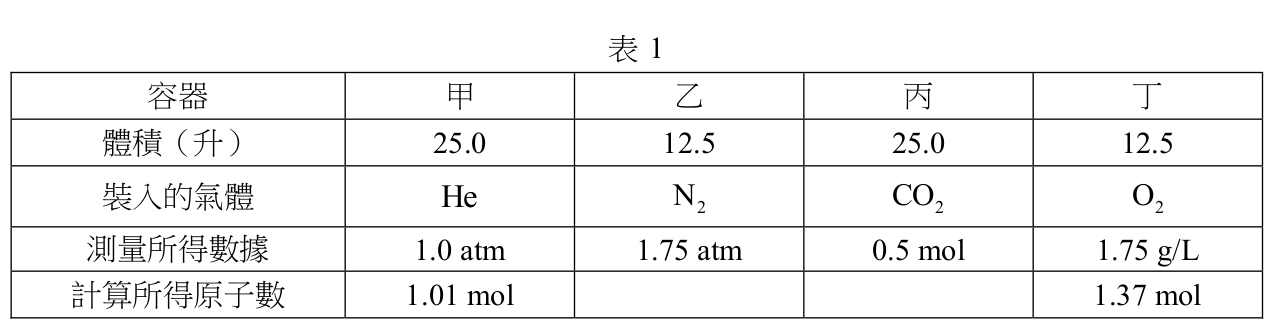 表 1
容器 甲 乙 丙 丁
體積（升） 25.0 12.5 25.0 12.5
裝入的氣體 He N₂ CO₂ O₂
測量所得數據 1.0 atm 1.75 atm 0.5 mol 1.75 g/L
計算所得原子數 1.01 mol 1.37 mol